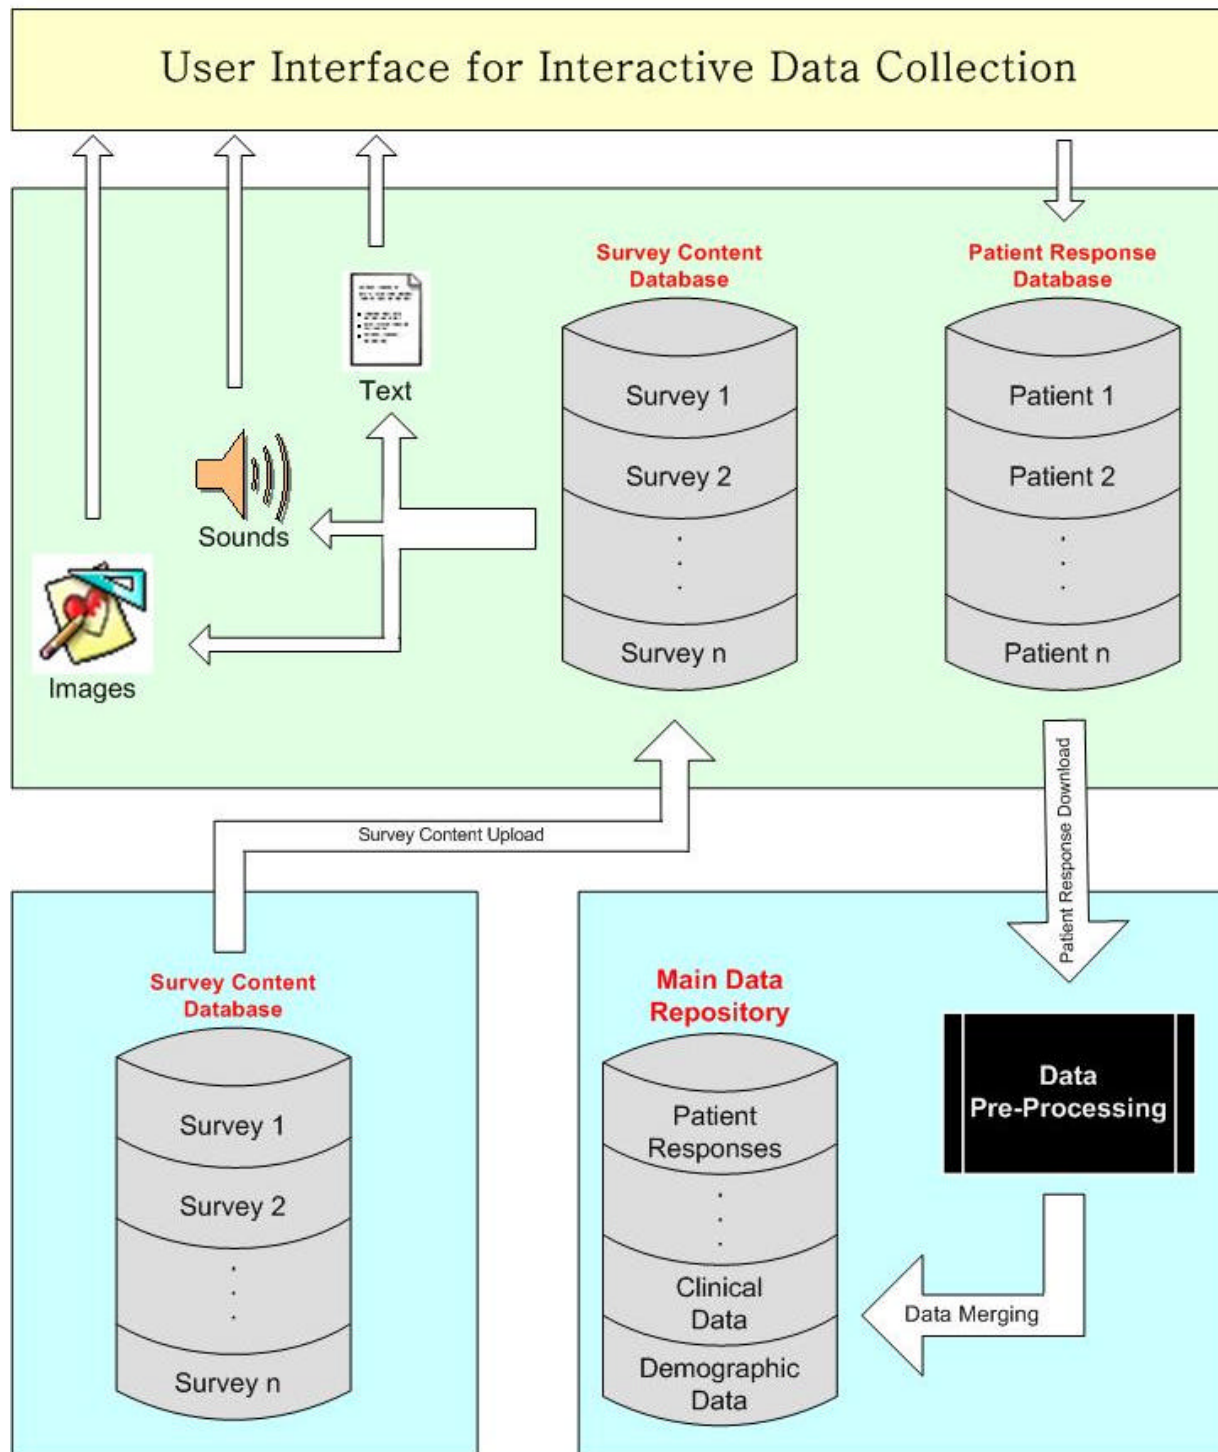 User Interface for Interactive Data Collection
Survey Content
Database
Patient Response
Database
Text
Survey 1
Survey 2
.
.
.
Survey n
Patient 1
Patient 2
.
.
.
Patient n
Sounds
Images
Survey Content Upload
Patient Response Download
Survey Content
Database
Survey 1
Survey 2
.
.
.
Survey n
Main Data
Repository
Patient
Responses
.
.
.
Clinical
Data
Demographic
Data
Data
Pre-Processing
Data Merging